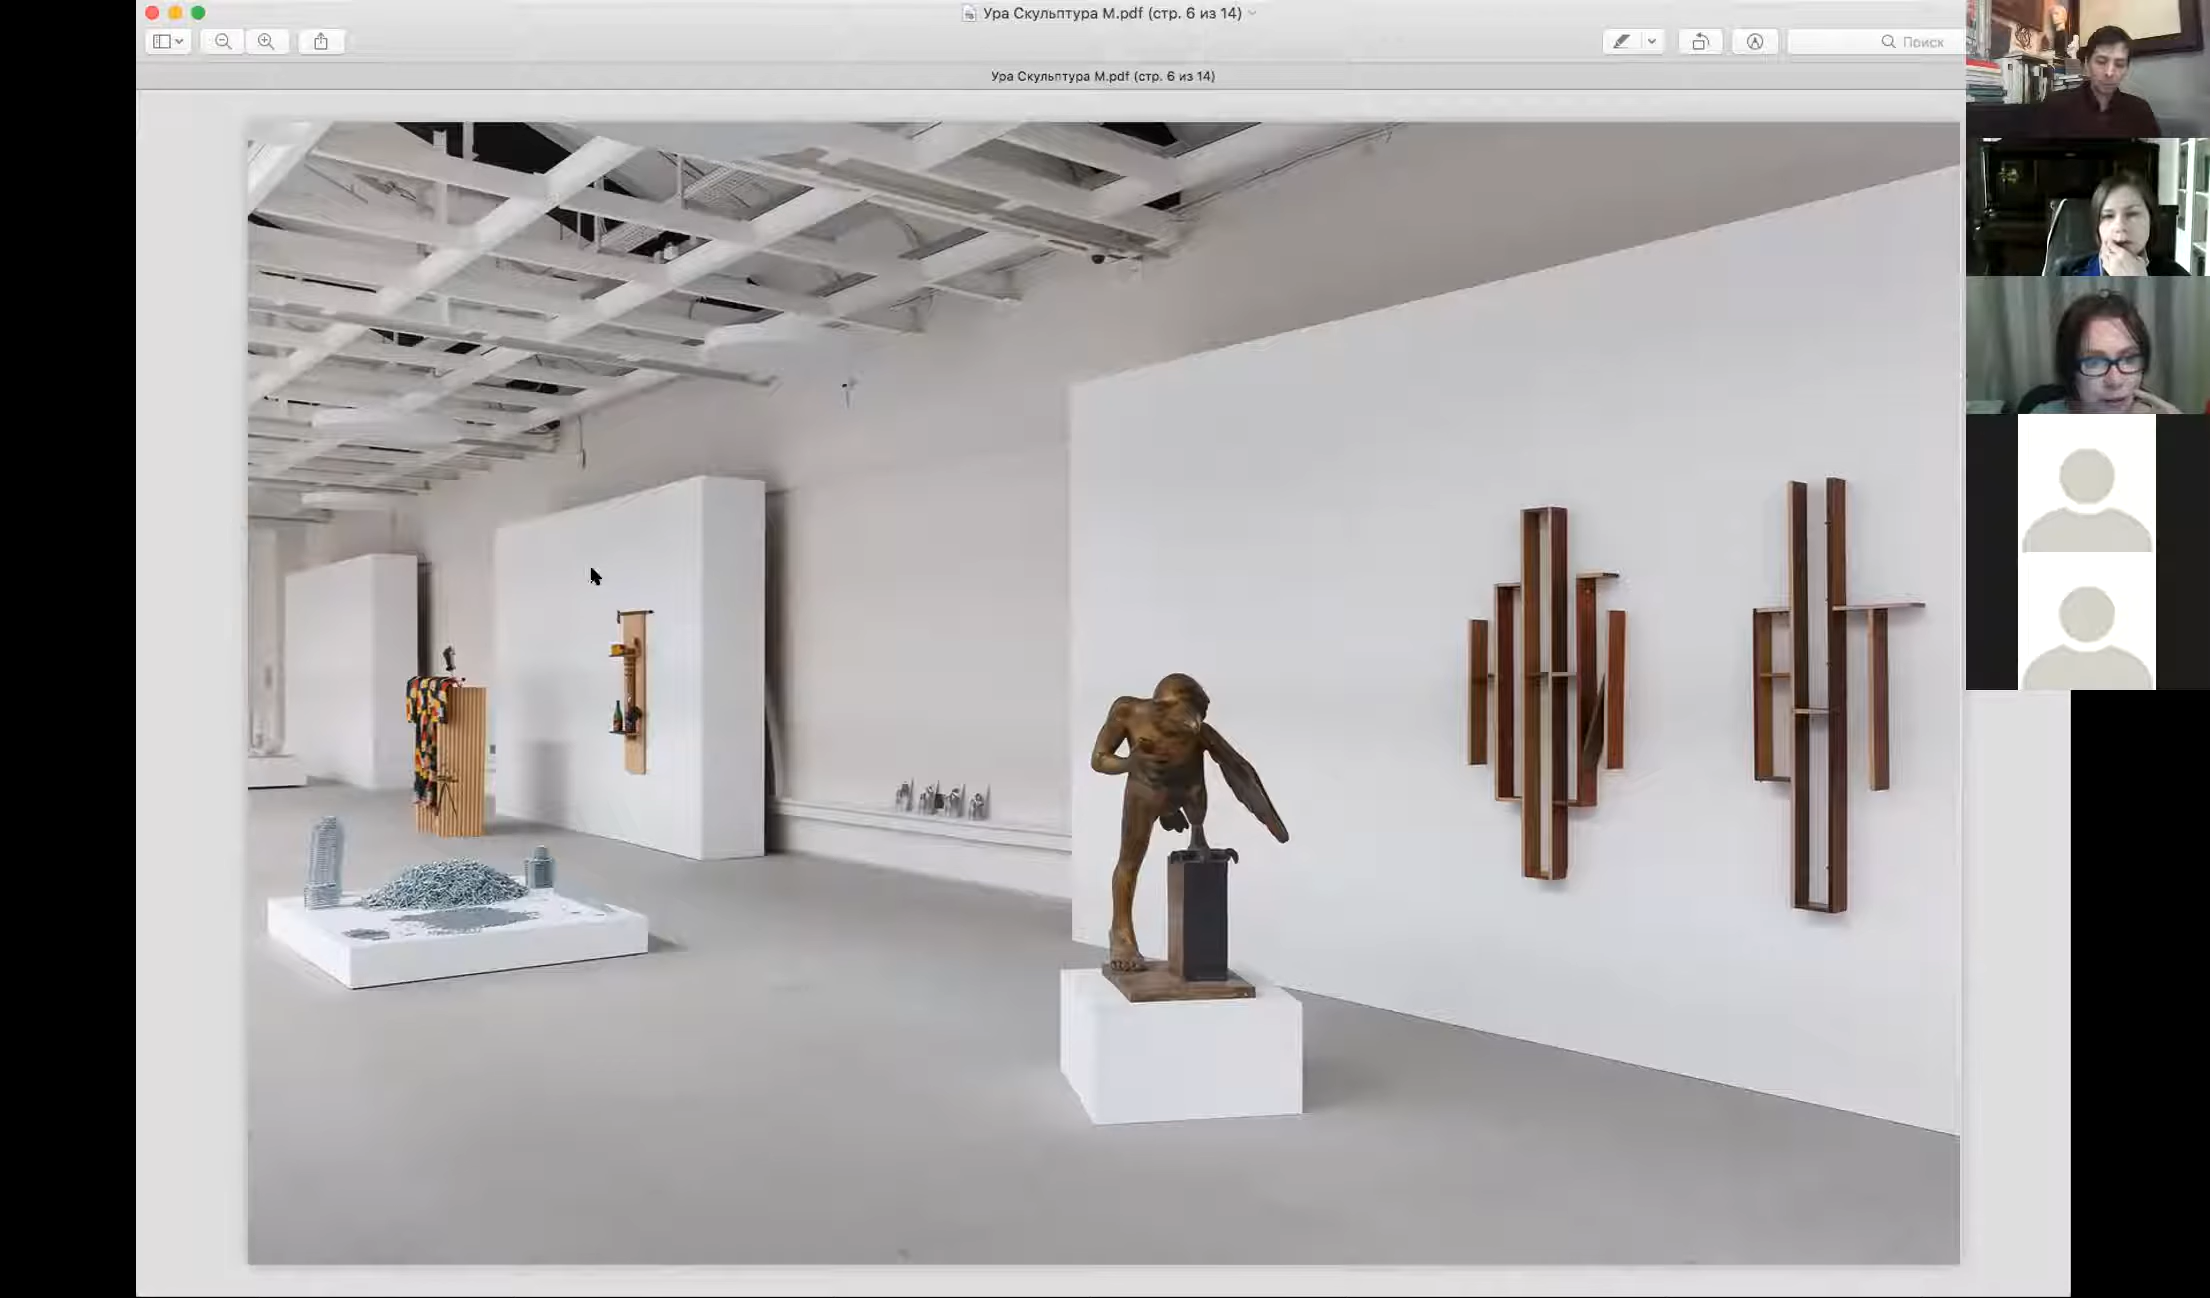 Ура Скульптура М.pdf (стр. 6 из 14)
Поиск
Ура Скульптура М.pdf (стр. 6 из 14)